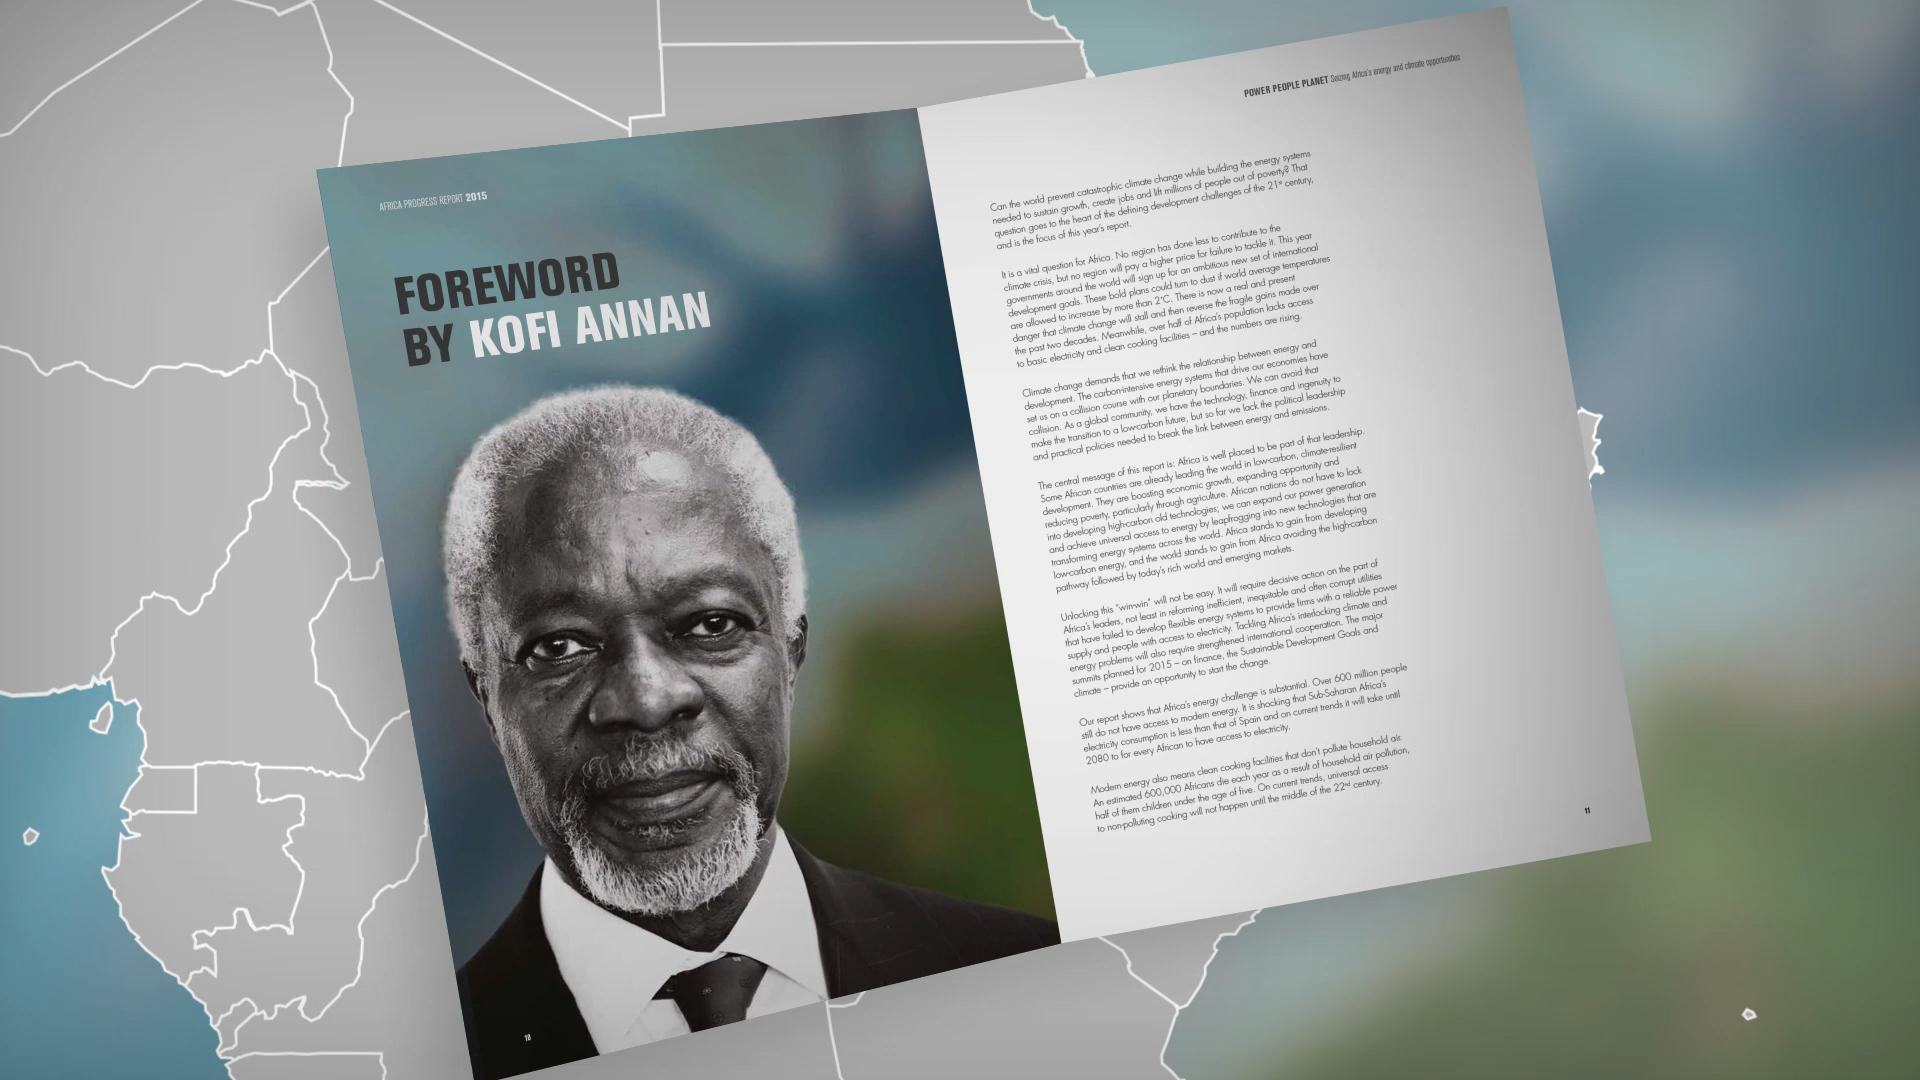 AFRICA PROGRESS REPORT 2015
FOREWORD
BY KOFI ANNAN
10
POWER PEOPLE PLANET Seizing Africa's energy and climate opportunities
Can the world prevent catastrophic climate change while building the energy systems
needed to sustain growth, create jobs and lift millions of people out of poverty? That
question goes to the heart of the defining development challenges of the 21st century,
and is the focus of this year's report.
It is a vital question for Africa. No region has done less to contribute to the
climate crisis, but no region will pay a higher price for failure to tackle it. This year
governments around the world will sign up for an ambitious new set of international
development goals. These bold plans could turn to dust if world average temperatures
are allowed to increase by more than 2˚C. There is now a real and present
danger that climate change will stall and then reverse the fragile gains made over
the past two decades. Meanwhile, over half of Africa's population lacks access
to basic electricity and clean cooking facilities – and the numbers are rising.
Climate change demands that we rethink the relationship between energy and
development. The carbon-intensive energy systems that drive our economies have
set us on a collision course with our planetary boundaries. We can avoid that
collision. As a global community, we have the technology, finance and ingenuity to
make the transition to a low-carbon future, but so far we lack the political leadership
and practical policies needed to break the link between energy and emissions.
The central message of this report is: Africa is well placed to be part of that leadership.
Some African countries are already leading the world in low-carbon, climate-resilient
development. They are boosting economic growth, expanding opportunity and
reducing poverty, particularly through agriculture. African nations do not have to lock
into developing high-carbon old technologies; we can expand our power generation
and achieve universal access to energy by leapfrogging into new technologies that are
transforming energy systems across the world. Africa stands to gain from developing
low-carbon energy, and the world stands to gain from Africa avoiding the high-carbon
pathway followed by today's rich world and emerging markets.
Unlocking this "win-win" will not be easy. It will require decisive action on the part of
Africa's leaders, not least in reforming inefficient, inequitable and often corrupt utilities
that have failed to develop flexible energy systems to provide firms with a reliable power
supply and people with access to electricity. Tackling Africa's interlocking climate and
energy problems will also require strengthened international cooperation. The major
summits planned for 2015 – on finance, the Sustainable Development Goals and
climate – provide an opportunity to start the change.
Our report shows that Africa's energy challenge is substantial. Over 600 million people
still do not have access to modern energy. It is shocking that Sub-Saharan Africa's
electricity consumption is less than that of Spain and on current trends it will take until
2080 to for every African to have access to electricity.
Modern energy also means clean cooking facilities that don't pollute household air.
An estimated 600,000 Africans die each year as a result of household air pollution,
half of them children under the age of five. On current trends, universal access
to non-polluting cooking will not happen until the middle of the 22nd century.
11